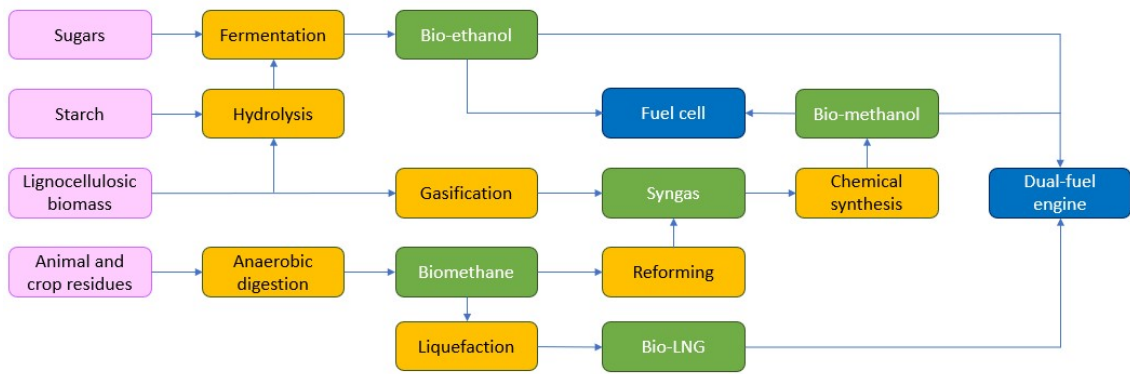 Sugars
Fermentation
Bio-ethanol
Starch
Hydrolysis
Fuel cell
Bio-methanol
Lignocellulosic
biomass
Gasification
Syngas
Chemical
synthesis
Dual-fuel
engine
Animal and
crop residues
Anaerobic
digestion
Biomethane
Reforming
Liquefaction
Bio-LNG